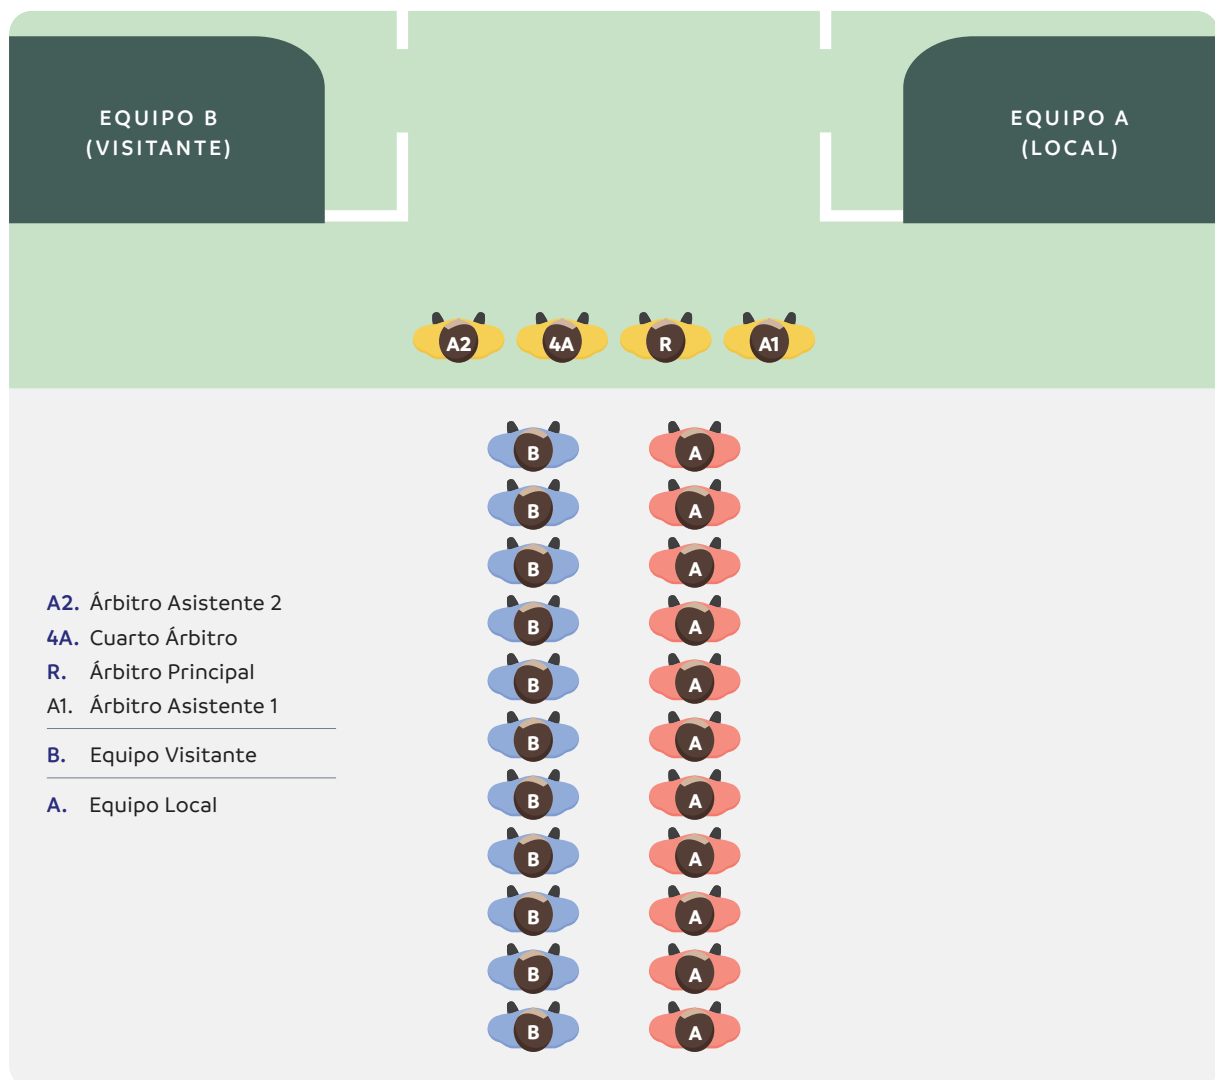 EQUIPO B
(VISITANTE)
EQUIPO A
(LOCAL)
A2 4A R A1
B A
B A
B A
B A
B A
B A
B A
B A
B A
B A
B A
A2. Árbitro Asistente 2
4A. Cuarto Árbitro
R. Árbitro Principal
A1. Árbitro Asistente 1
B. Equipo Visitante
A. Equipo Local